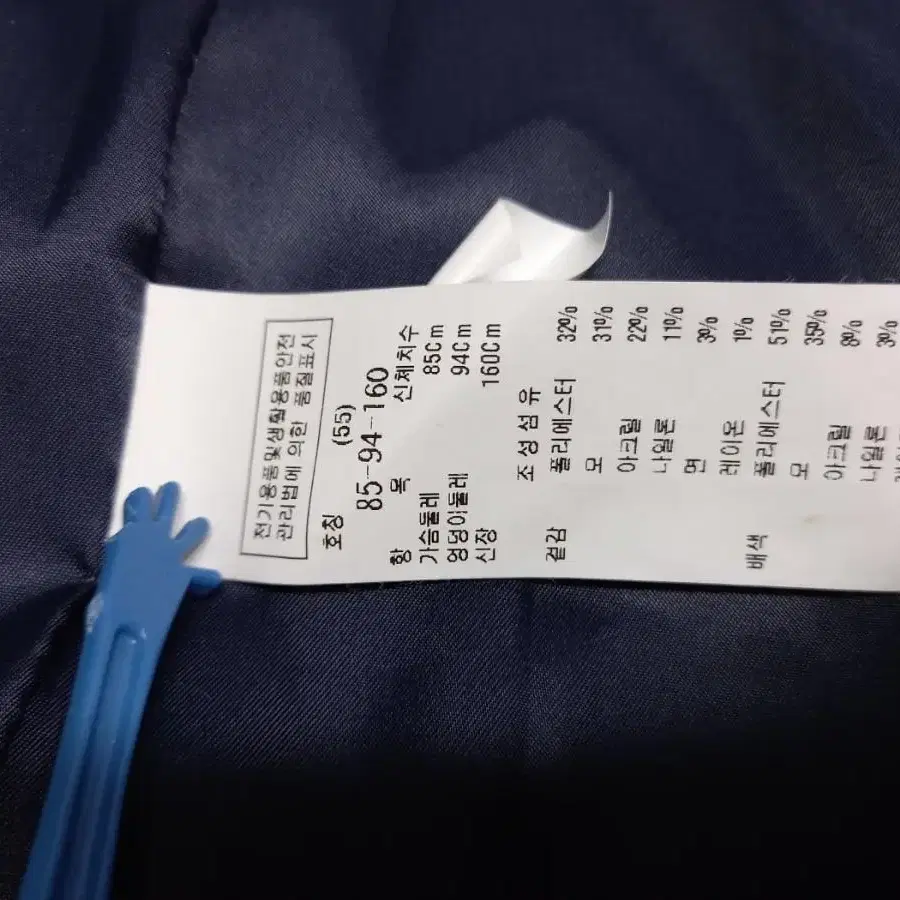 전기용품및생활용품안전
관리법에 의한 품질표시
호칭 (55)
85-94-160
항 목 신체치수
가슴둘레 85Cm
엉덩이둘레 94Cm
신장 160Cm
조성섬유
겉감 폴리에스터 32%
모 31%
아크릴 22%
나일론 11%
면 3%
레이온 1%
배색 폴리에스터 51%
모 35%
아크릴 8%
나일론 3%